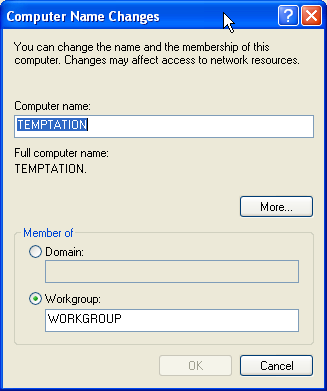 Computer Name Changes
You can change the name and the membership of this
computer. Changes may affect access to network resources.
Computer name:
TEMPTATION
Full computer name:
TEMPTATION.
More...
Member of
Domain:
Workgroup:
WORKGROUP
OK
Cancel